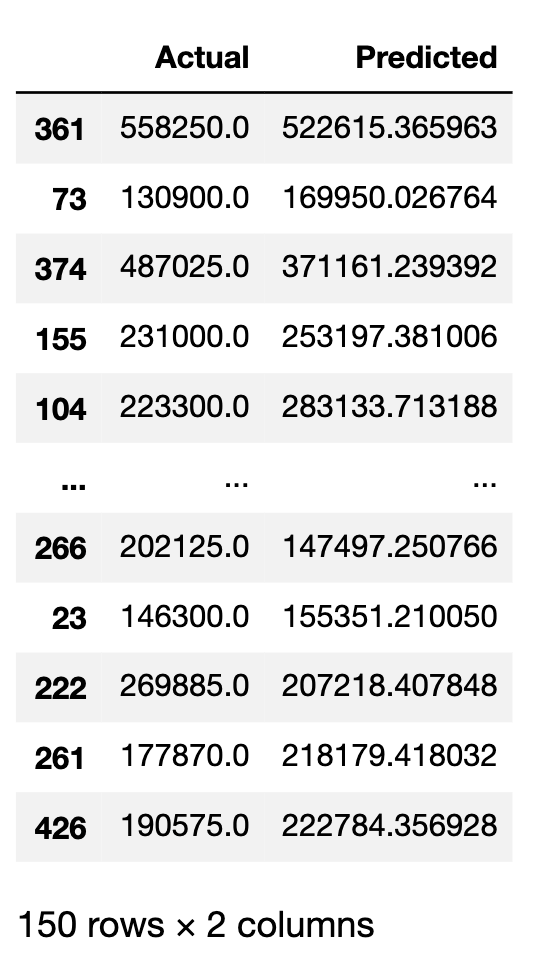 Actual Predicted
361 558250.0 522615.365963
73 130900.0 169950.026764
374 487025.0 371161.239392
155 231000.0 253197.381006
104 223300.0 283133.713188
... ... ...
266 202125.0 147497.250766
23 146300.0 155351.210050
222 269885.0 207218.407848
261 177870.0 218179.418032
426 190575.0 222784.356928
150 rows × 2 columns